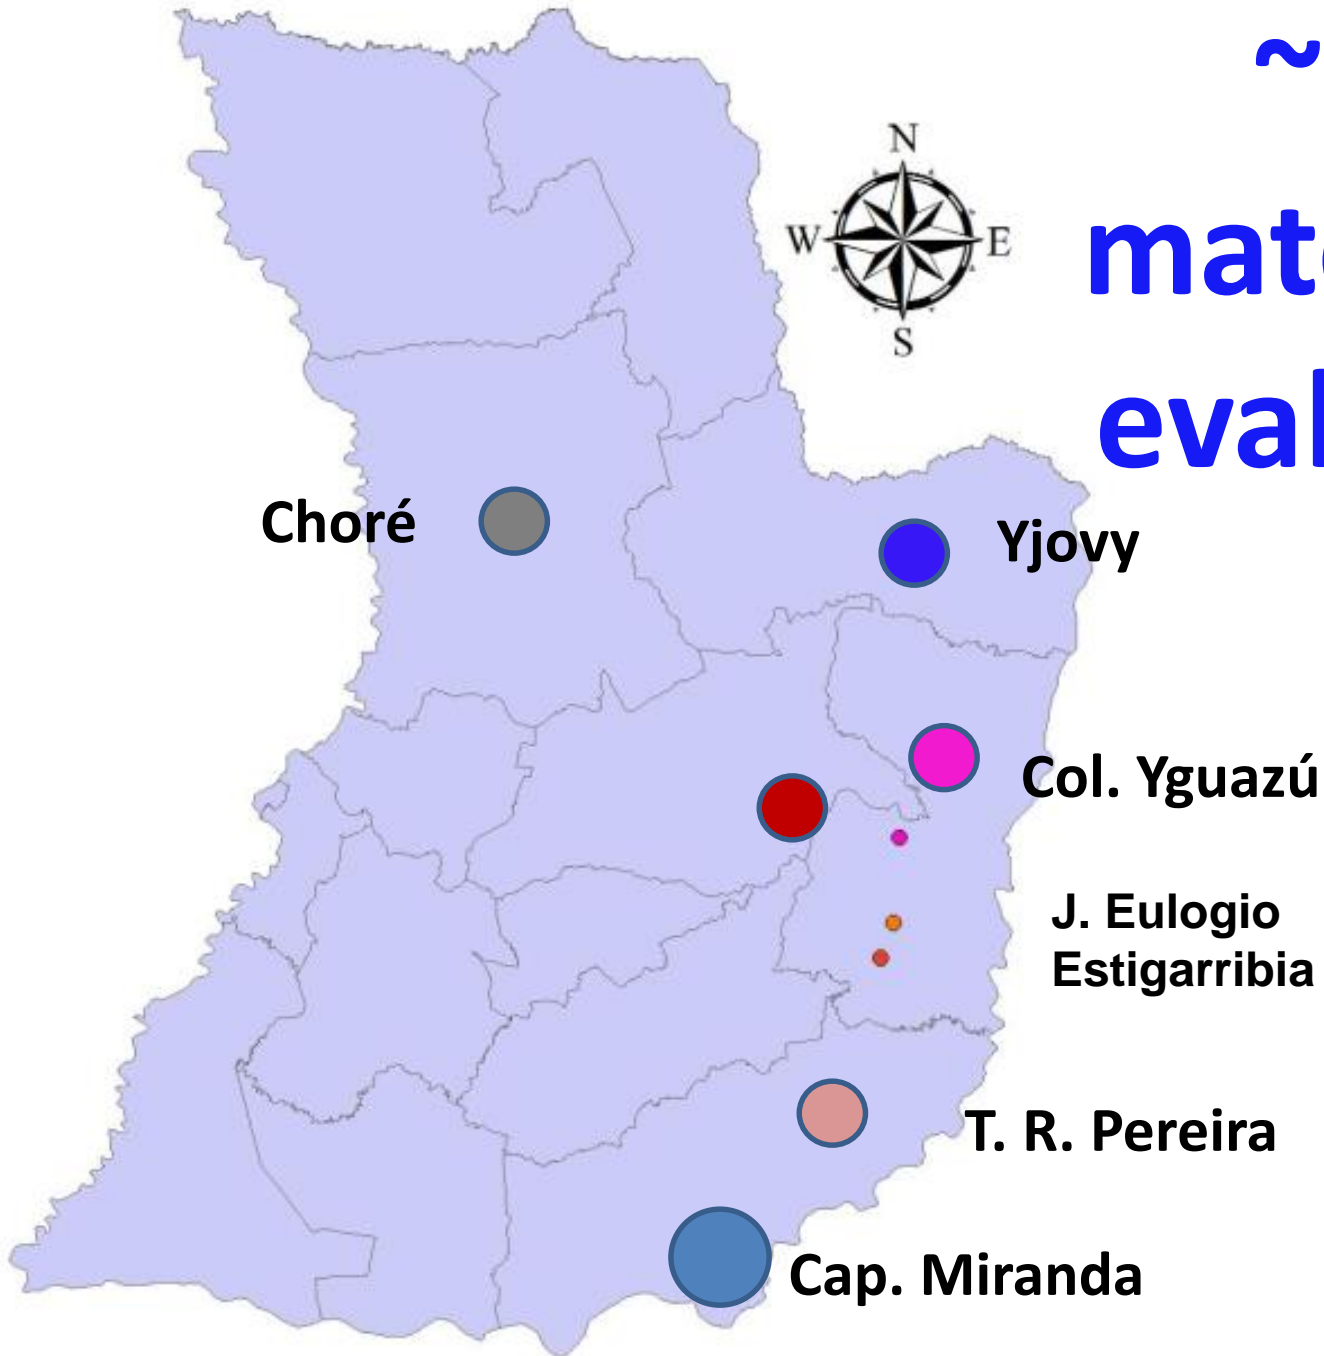 ~
N
W E
S
Choré
Yjovy
Col. Yguazú
J. Eulogio
Estigarribia
T. R. Pereira
Cap. Miranda